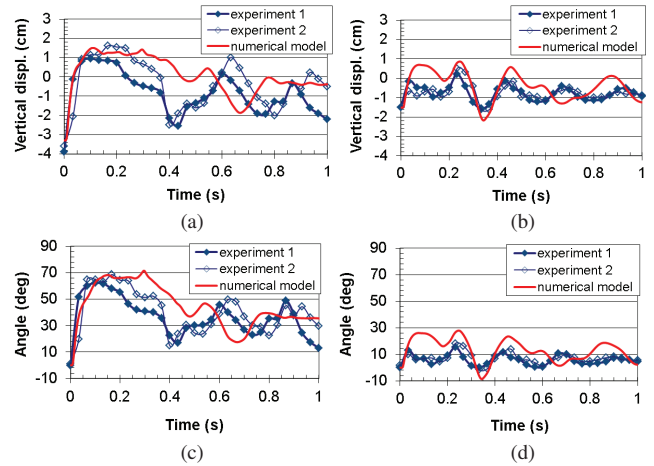 Vertical displ. (cm)
3
2
1
0
-1
-2
-3
-4
0
0.2
0.4
0.6
0.8
1
Time (s)
experiment 1
experiment 2
numerical model
(a)
Vertical displ. (cm)
3
2
1
0
-1
-2
-3
-4
0
0.2
0.4
0.6
0.8
1
Time (s)
experiment 1
experiment 2
numerical model
(b)
Angle (deg)
90
70
50
30
10
-10
0
0.2
0.4
0.6
0.8
1
Time (s)
experiment 1
experiment 2
numerical model
(c)
Angle (deg)
90
70
50
30
10
-10
0
0.2
0.4
0.6
0.8
1
Time (s)
experiment 1
experiment 2
numerical model
(d)